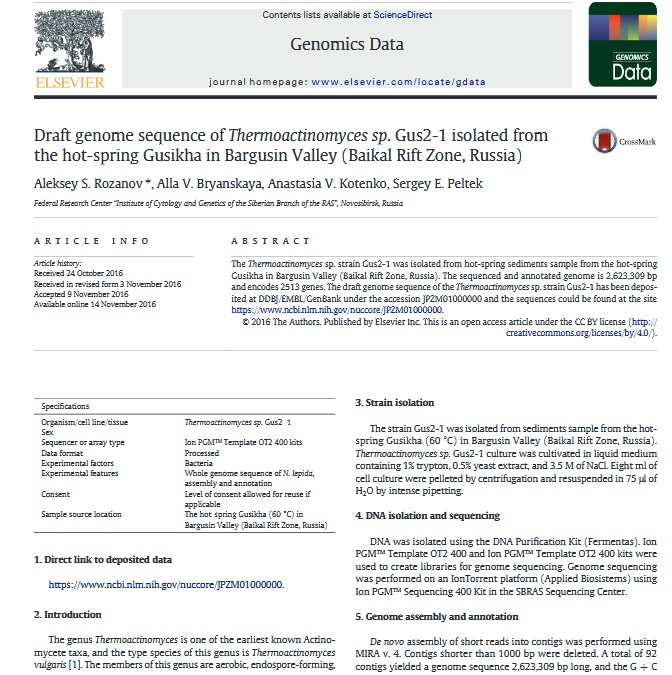 Contents lists available at ScienceDirect
Genomics Data
journal homepage: www.elsevier.com/locate/gdata
ELSEVIER
GENOMICS
Data
Draft genome sequence of Thermoactinomyces sp. Gus2-1 isolated from
the hot-spring Gusikha in Bargusin Valley (Baikal Rift Zone, Russia)
CrossMark
Aleksey S. Rozanov *, Alla V. Bryanskaya, Anastasia V. Kotenko, Sergey E. Peltek
Federal Research Center "Institute of Cytology and Genetics of the Siberian Branch of the RAS", Novosibirsk, Russia
ARTICLE INFO
Article history:
Received 24 October 2016
Received in revised form 3 November 2016
Accepted 9 November 2016
Available online 14 November 2016
ABSTRACT
The Thermoactinomyces sp. strain Gus2-1 was isolated from hot-spring sediments sample from the hot-spring
Gusikha in Bargusin Valley (Baikal Rift Zone, Russia). The sequenced and annotated genome is 2,623,309 bp
and encodes 2513 genes. The draft genome sequence of the Thermoactinomyces sp. strain Gus2-1 has been depos-
ited at DDBJ/EMBL/GenBank under the accession JPZM01000000 and the sequences could be found at the site
https://www.ncbi.nlm.nih.gov/nuccore/JPZM01000000.
© 2016 The Authors. Published by Elsevier Inc. This is an open access article under the CC BY license (http://
creativecommons.org/licenses/by/4.0/).
Specifications
Organism/cell line/tissue Thermoactinomyces sp. Gus2 1
Sex
Sequencer or array type Ion PGM™ Template OT2 400 kits
Data format Processed
Experimental factors Bacteria
Experimental features Whole genome sequence of N. lepida,
assembly and annotation
Consent Level of consent allowed for reuse if
applicable
Sample source location The hot spring Gusikha (60 °C) in
Bargusin Valley (Baikal Rift Zone, Russia)
1. Direct link to deposited data
https://www.ncbi.nlm.nih.gov/nuccore/JPZM01000000.
2. Introduction
The genus Thermoactinomyces is one of the earliest known Actino-
mycete taxa, and the type species of this genus is Thermoactinomyces
vulgaris [1]. The members of this genus are aerobic, endospore-forming,
3. Strain isolation
The strain Gus2-1 was isolated from sediments sample from the hot-
spring Gusikha (60 °C) in Bargusin Valley (Baikal Rift Zone, Russia).
Thermoactinomyces sp. Gus2-1 culture was cultivated in liquid medium
containing 1% trypton, 0.5% yeast extract, and 3.5 M of NaCl. Eight ml of
cell culture were pelleted by centrifugation and resuspended in 75 μl of
H₂O by intense pipetting.
4. DNA isolation and sequencing
DNA was isolated using the DNA Purification Kit (Fermentas). Ion
PGM™ Template OT2 400 and Ion PGM™ Template OT2 400 kits were
used to create libraries for genome sequencing. Genome sequencing
was performed on an IonTorrent platform (Applied Biosistems) using
Ion PGM™ Sequencing 400 Kit in the SBRAS Sequencing Center.
5. Genome assembly and annotation
De novo assembly of short reads into contigs was performed using
MIRA v. 4. Contigs shorter than 1000 bp were deleted. A total of 92
contigs yielded a genome sequence 2,623,309 bp long, and the G + C